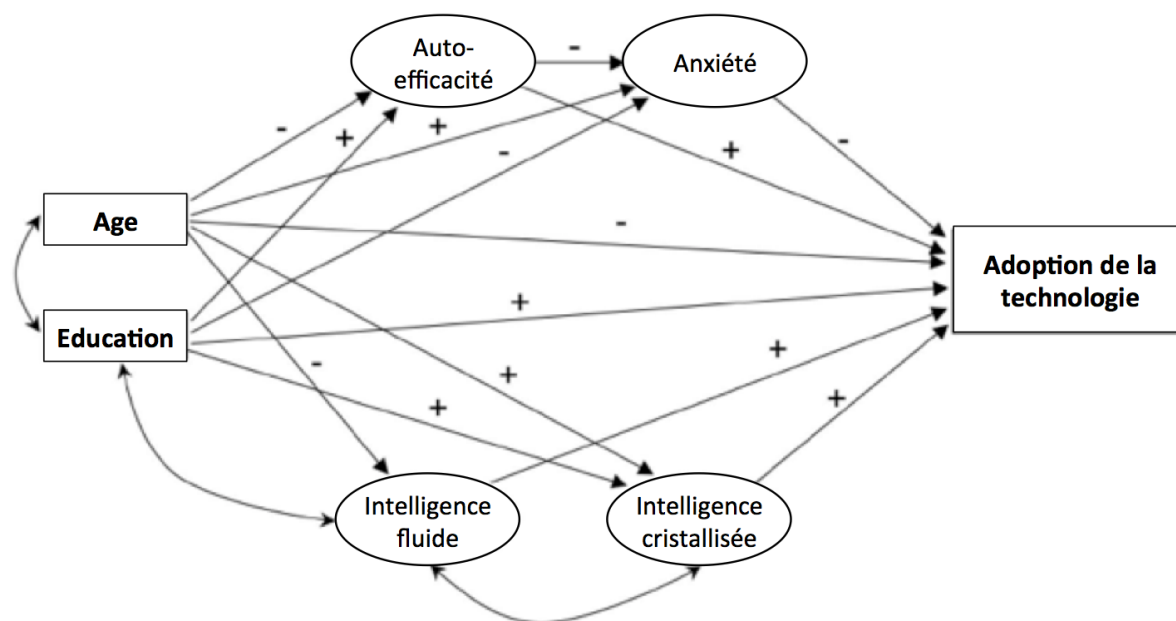 Auto-
efficacité
-
Anxiété
-
+
+
-
+
-
Age
-
Adoption de la
technologie
+
Education
-
+
+
+
+
Intelligence
fluide
Intelligence
cristallisée